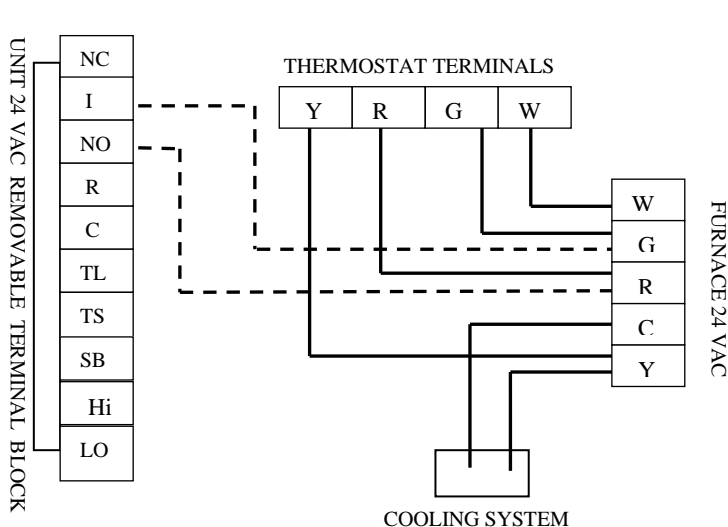 UNIT 24 VAC REMOVABLE TERMINAL BLOCK
NC
I
NO
R
C
TL
TS
SB
Hi
LO
THERMOSTAT TERMINALS
Y R G W
W
G
R
C
Y
FURNACE 24 VAC
COOLING SYSTEM